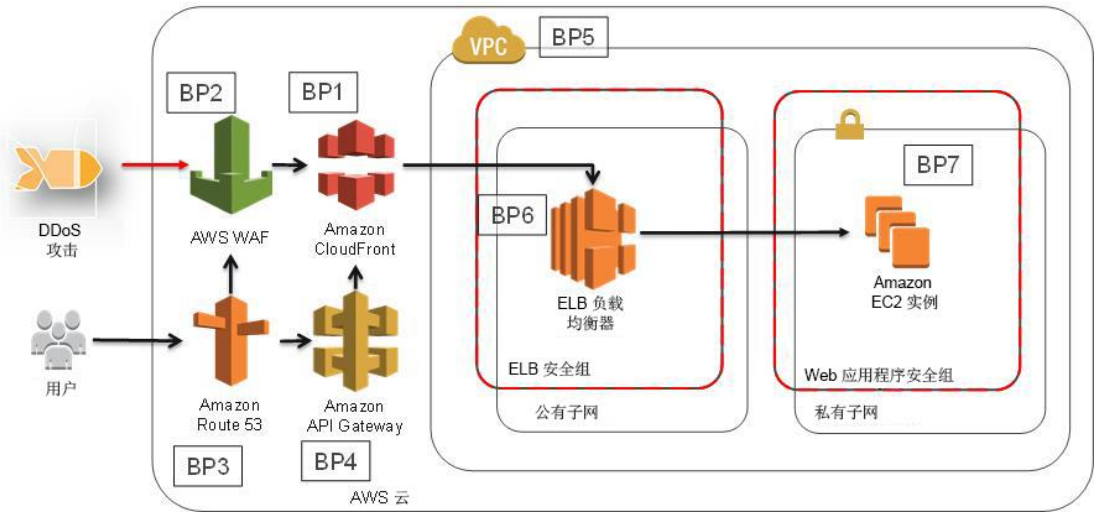 VPC
BP5
BP2
BP1
BP7
BP6
DDoS
攻击
AWS WAF
Amazon
CloudFront
Amazon
EC2 实例
ELB 负载
均衡器
用户
ELB 安全组
Web 应用程序安全组
Amazon
Route 53
Amazon
API Gateway
公有子网
私有子网
BP3
BP4
AWS 云